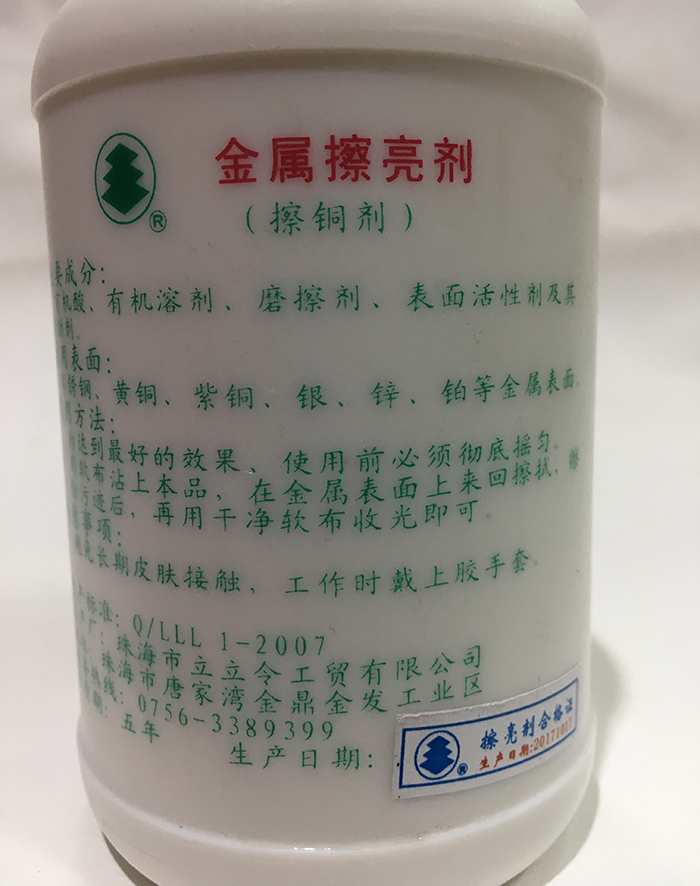 金属擦亮剂
(擦铜剂)
要成分:
机酸、有机溶剂、磨擦剂、表面活性剂及其
剂.
用表面:
锈钢、黄铜、紫铜、银、锌、铂等金属表面.
用方法:
达到最好的效果、使用前必须彻底摇匀.
软布沾上本品,在金属表面上来回擦拭、擦
污迹后,再用干净软布收光即可.
事项:
免长期皮肤接触,工作时戴上胶手套.
产标准:Q/LLL 1-2007
厂:珠海市立立令工贸有限公司
:珠海市唐家湾金鼎金发工业区
热线:0756-3389399
期:五年
生产日期:
擦亮剂合格证
生产日期:20171017
®
®